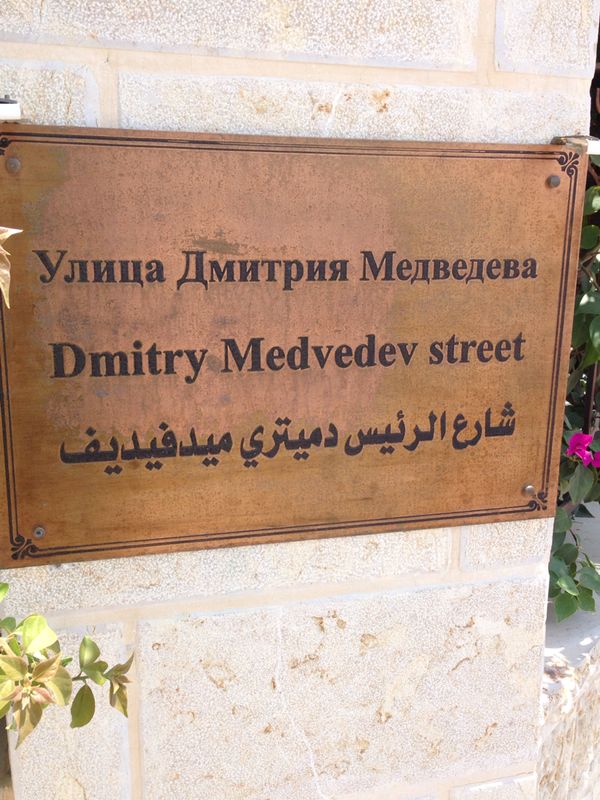 Улица Дмитрия Медведева
Dmitry Medvedev street
شارع الرئيس دميتري ميدفيديف